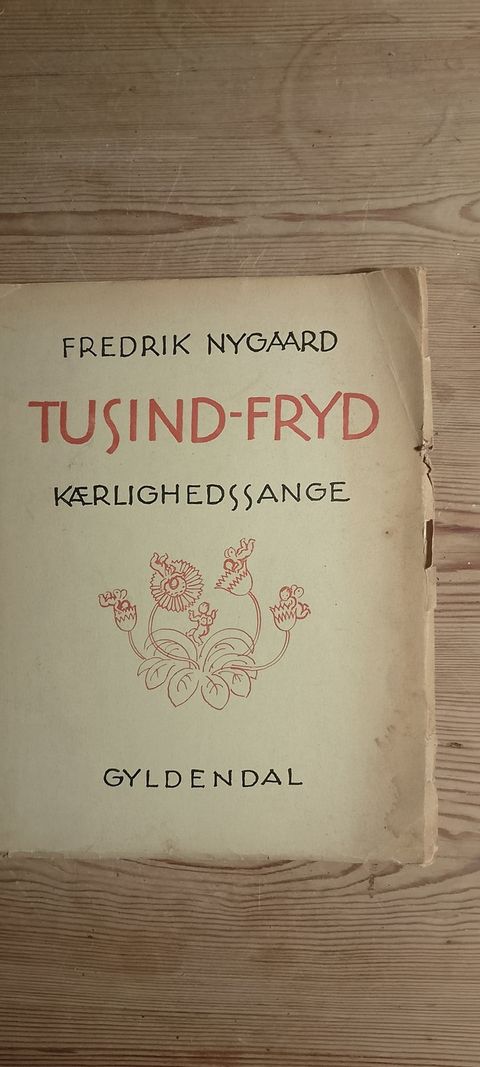 FREDRIK NYGAARD
TUSIND-FRYD
KÆRLIGHEDSSANGE
GYLDENDAL